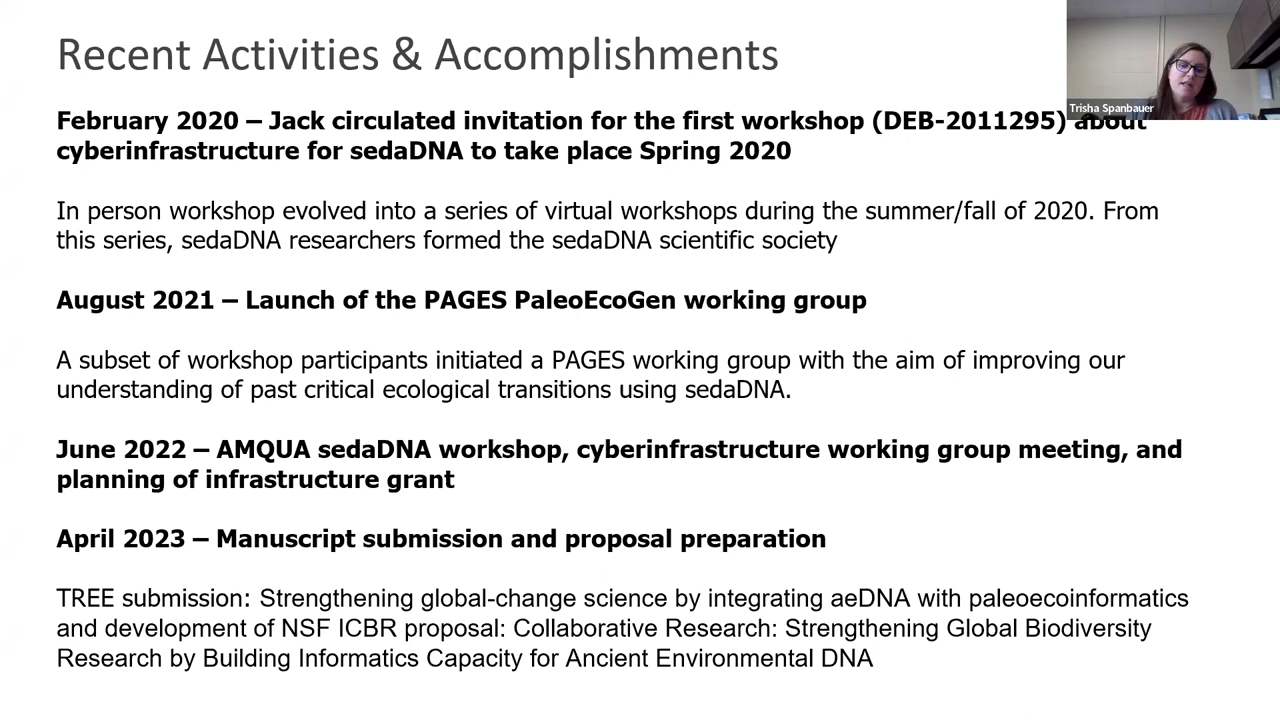 Recent Activities & Accomplishments
Trisha Spanbauer
February 2020 – Jack circulated invitation for the first workshop (DEB-2011295) about
cyberinfrastructure for sedaDNA to take place Spring 2020
In person workshop evolved into a series of virtual workshops during the summer/fall of 2020. From
this series, sedaDNA researchers formed the sedaDNA scientific society
August 2021 – Launch of the PAGES PaleoEcoGen working group
A subset of workshop participants initiated a PAGES working group with the aim of improving our
understanding of past critical ecological transitions using sedaDNA.
June 2022 – AMQUA sedaDNA workshop, cyberinfrastructure working group meeting, and
planning of infrastructure grant
April 2023 – Manuscript submission and proposal preparation
TREE submission: Strengthening global-change science by integrating aeDNA with paleoecoinformatics
and development of NSF ICBR proposal: Collaborative Research: Strengthening Global Biodiversity
Research by Building Informatics Capacity for Ancient Environmental DNA